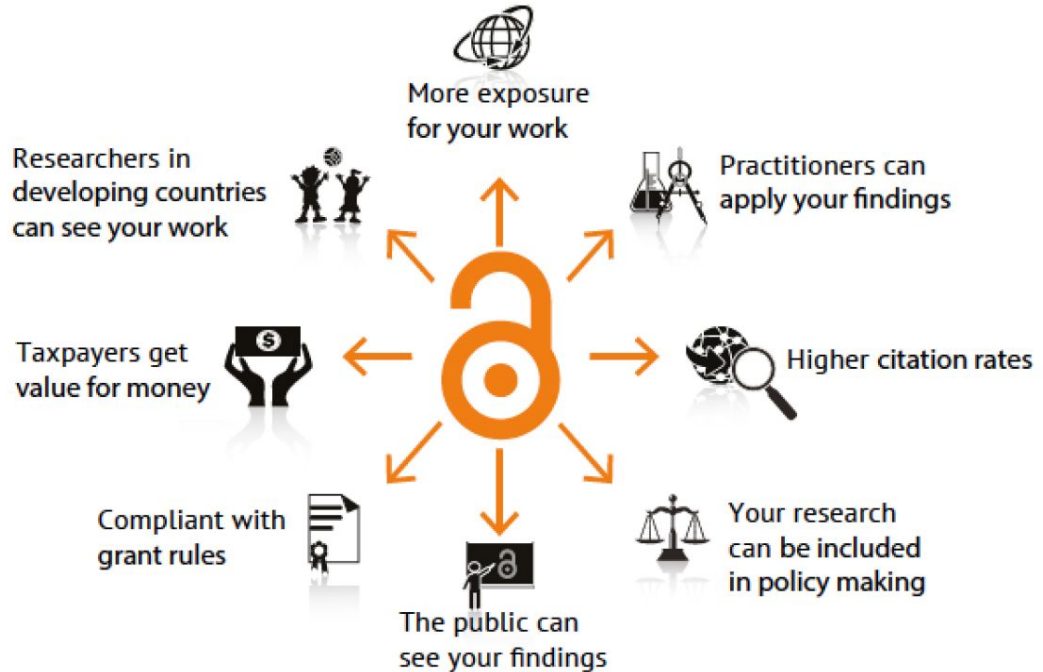 More exposure
for your work
Practitioners can
apply your findings
Higher citation rates
Your research
can be included
in policy making
The public can
see your findings
Compliant with
grant rules
Taxpayers get
value for money
$
Researchers in
developing countries
can see your work